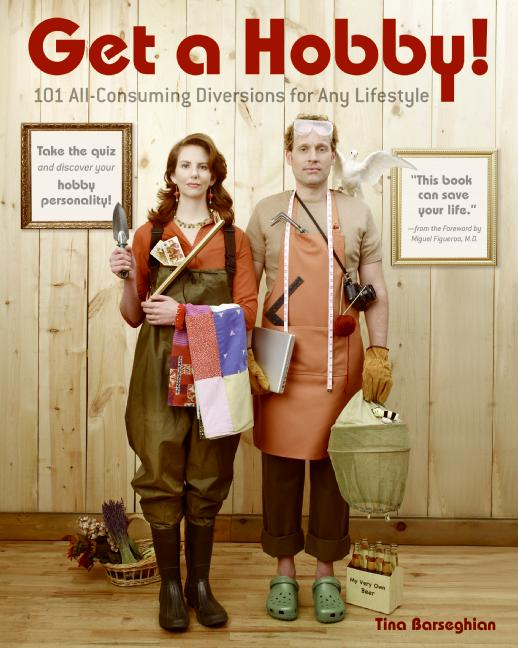 Get a Hobby!
101 All-Consuming Diversions for Any Lifestyle
Take the quiz
and discover your
hobby
personality!
"This book
can save
your life."
—from the Foreword by
Miguel Figueroa, M.D.
My Very Own
Beer
Tina Barseghian